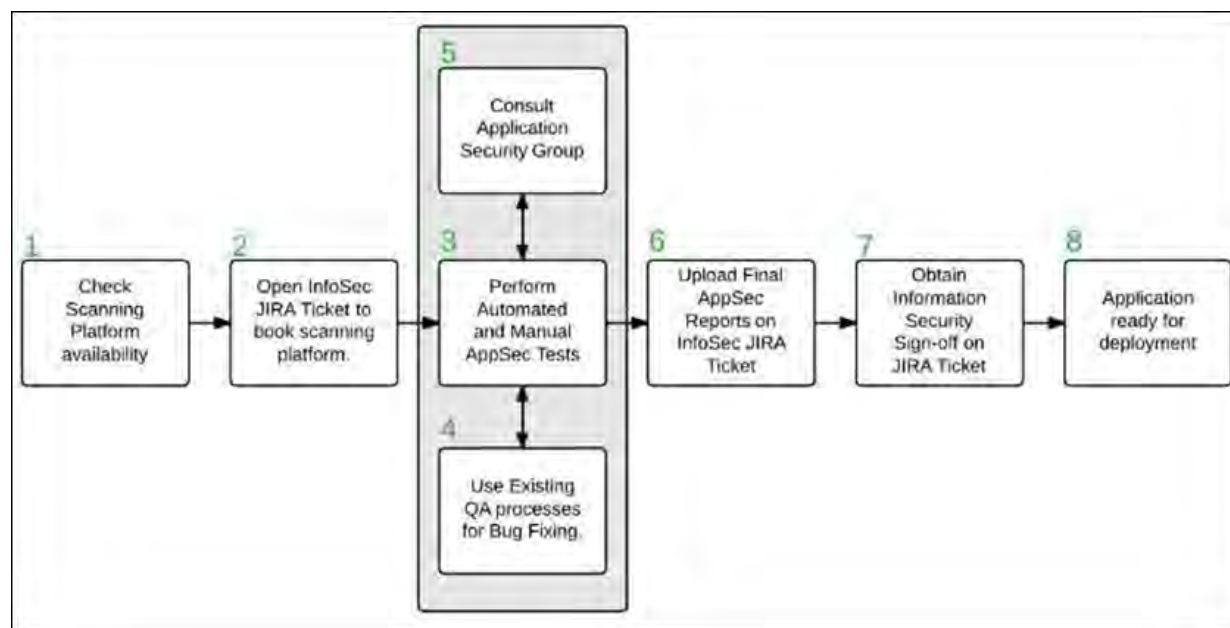 5
Consult
Application
Security Group
1
Check
Scanning
Platform
availability
2
Open InfoSec
JIRA Ticket to
book scanning
platform.
3
Perform
Automated
and Manual
AppSec Tests
6
Upload Final
AppSec
Reports on
InfoSec JIRA
Ticket
7
Obtain
Information
Security
Sign-off on
JIRA Ticket
8
Application
ready for
deployment
4
Use Existing
QA processes
for Bug Fixing.